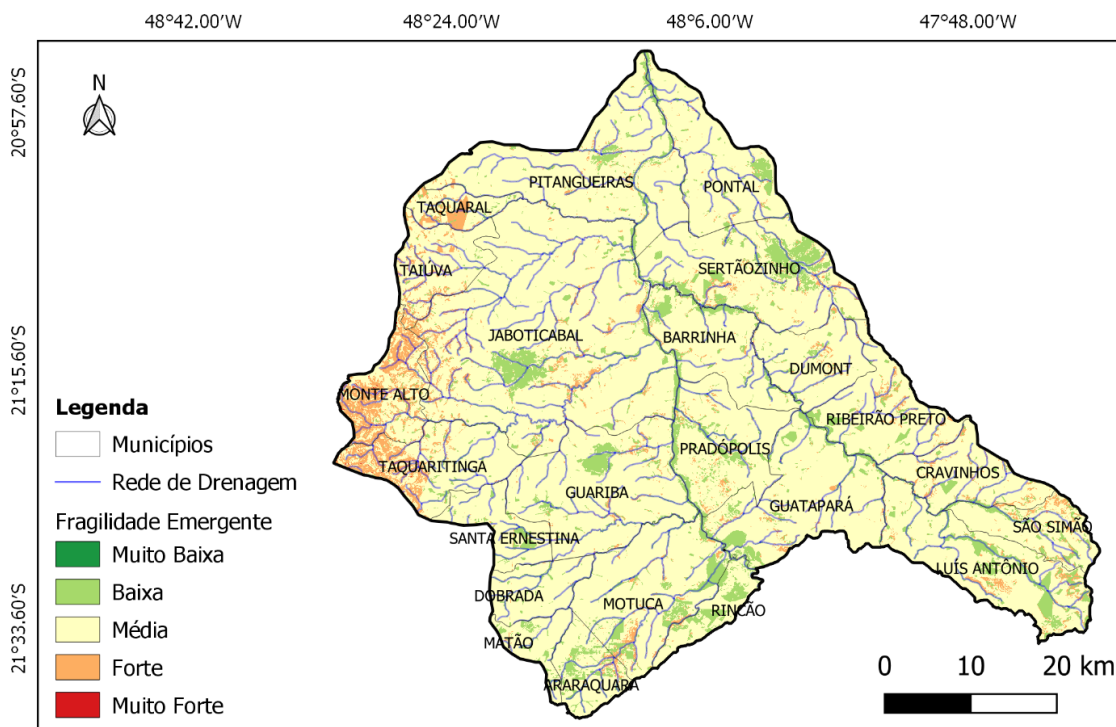 48°42.00′W 48°24.00′W 48°6.00′W 47°48.00′W
20°57.60′S
21°15.60′S
21°33.60′S
N
PITANGUEIRAS
PONTAL
TAQUARAL
TAIÚVA
SERTÃOZINHO
JABOTICABAL
BARRINHA
DUMONT
MONTE ALTO
RIBEIRÃO PRETO
PRADÓPOLIS
TAQUARITINGA
CRAVINHOS
GUARIBA
GUATAPARÁ
SÃO SIMÃO
SANTA ERNESTINA
LUÍS ANTÔNIO
DOBRADA
MOTUCA
RINCÃO
MATÃO
ARARAQUARA
Legenda
Municípios
Rede de Drenagem
Fragilidade Emergente
Muito Baixa
Baixa
Média
Forte
Muito Forte
0 10 20 km